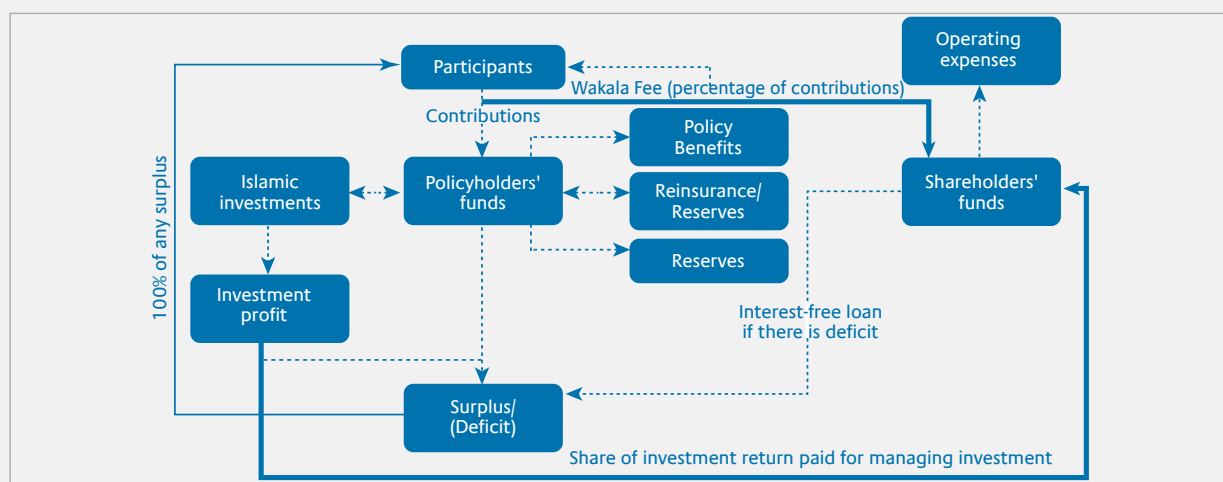 Operating
expenses
Participants
Wakala Fee (percentage of contributions)
Contributions
Policy
Benefits
Islamic
investments
Policyholders'
funds
Reinsurance/
Reserves
Shareholders'
funds
Reserves
100% of any surplus
Investment
profit
Interest-free loan
if there is deficit
Surplus/
(Deficit)
Share of investment return paid for managing investment